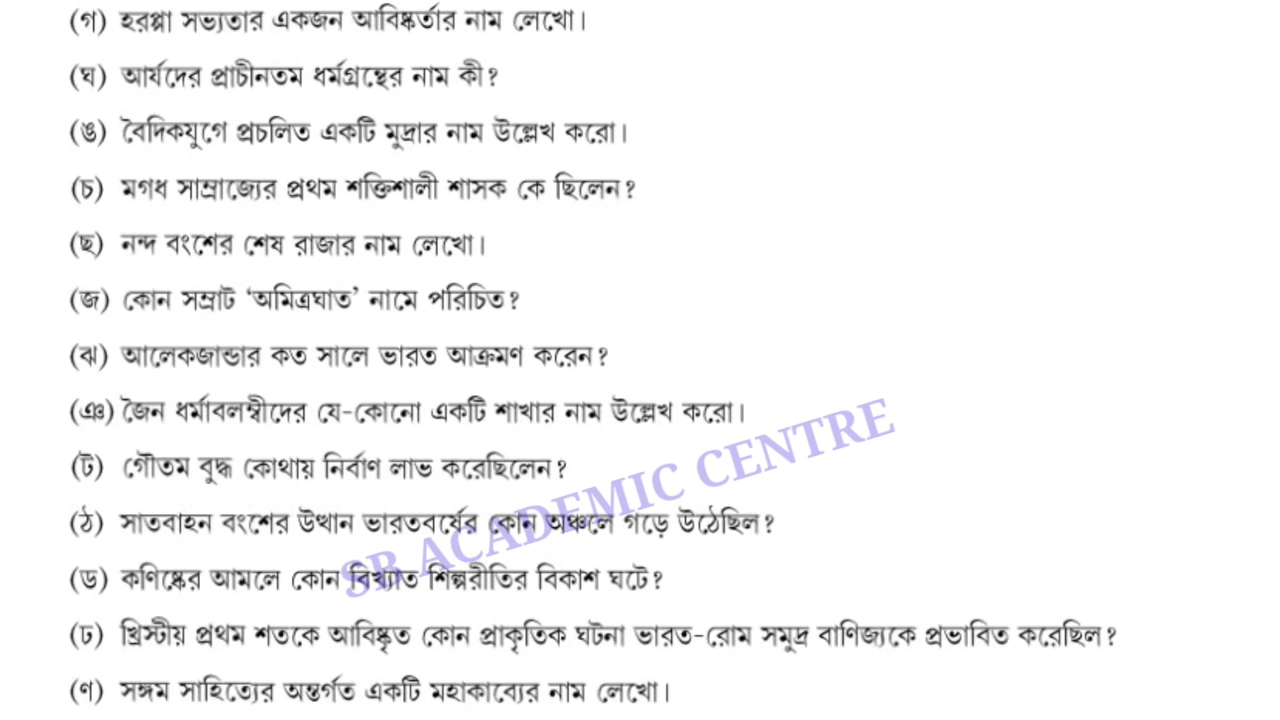 (গ) হরপ্পা সভ্যতার একজন আবিষ্কর্তার নাম লেখো।
(ঘ) আর্যদের প্রাচীনতম ধর্মগ্রন্থের নাম কী?
(ঙ) বৈদিকযুগে প্রচলিত একটি মুদ্রার নাম উল্লেখ করো।
(চ) মগধ সাম্রাজ্যের প্রথম শক্তিশালী শাসক কে ছিলেন?
(ছ) নন্দ বংশের শেষ রাজার নাম লেখো।
(জ) কোন সম্রাট ‘অমিত্রঘাত’ নামে পরিচিত?
(ঝ) আলেকজান্ডার কত সালে ভারত আক্রমণ করেন?
(ঞ) জৈন ধর্মাবলম্বীদের যে-কোনো একটি শাখার নাম উল্লেখ করো।
(ট) গৌতম বুদ্ধ কোথায় নির্বাণ লাভ করেছিলেন?
(ঠ) সাতবাহন বংশের উত্থান ভারতবর্ষের কোন অঞ্চলে গড়ে উঠেছিল?
(ড) কণিষ্কের আমলে কোন বিখ্যাত শিল্পরীতির বিকাশ ঘটে?
(ঢ) খ্রিস্টীয় প্রথম শতকে আবিষ্কৃত কোন প্রাকৃতিক ঘটনা ভারত-রোম সমুদ্র বাণিজ্যকে প্রভাবিত করেছিল?
(ণ) সঙ্গম সাহিত্যের অন্তর্গত একটি মহাকাব্যের নাম লেখো।
SB ACADEMIC CENTRE